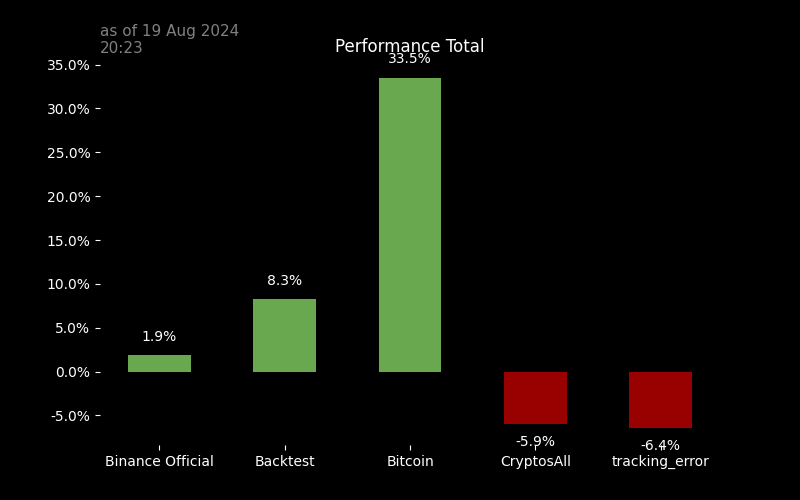 as of 19 Aug 2024
20:23
Performance Total
35.0%
30.0%
25.0%
20.0%
15.0%
10.0%
5.0%
0.0%
-5.0%
1.9%
8.3%
33.5%
-5.9%
-6.4%
Binance Official
Backtest
Bitcoin
CryptosAll
tracking_error